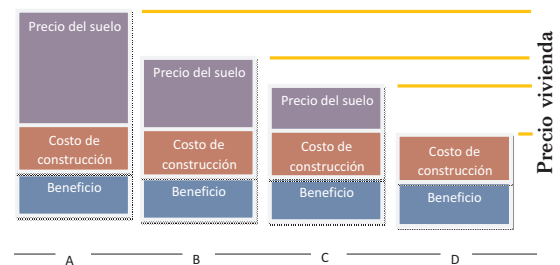 Precio del suelo
Costo de
construcción
Beneficio
Precio del suelo
Costo de
construcción
Beneficio
Precio del suelo
Costo de
construcción
Beneficio
Costo de
construcción
Beneficio
Precio vivienda
A
B
C
D